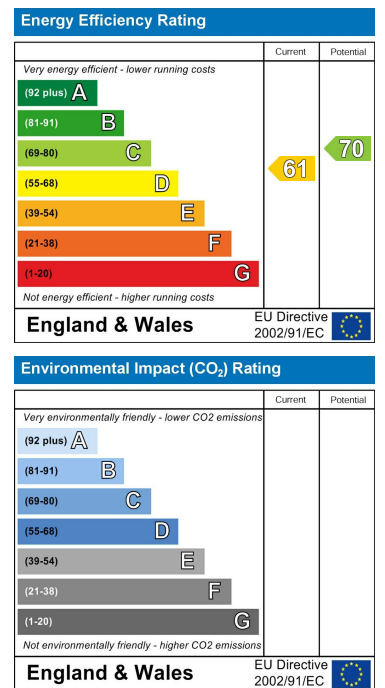 Energy Efficiency Rating
Current Potential
Very energy efficient - lower running costs
(92 plus) A
(81-91) B
(69-80) C
(55-68) D
(39-54) E
(21-38) F
(1-20) G
61
70
Not energy efficient - higher running costs
England & Wales
EU Directive
2002/91/EC
Environmental Impact (CO₂) Rating
Current Potential
Very environmentally friendly - lower CO2 emissions
(92 plus) A
(81-91) B
(69-80) C
(55-68) D
(39-54) E
(21-38) F
(1-20) G
Not environmentally friendly - higher CO2 emissions
England & Wales
EU Directive
2002/91/EC